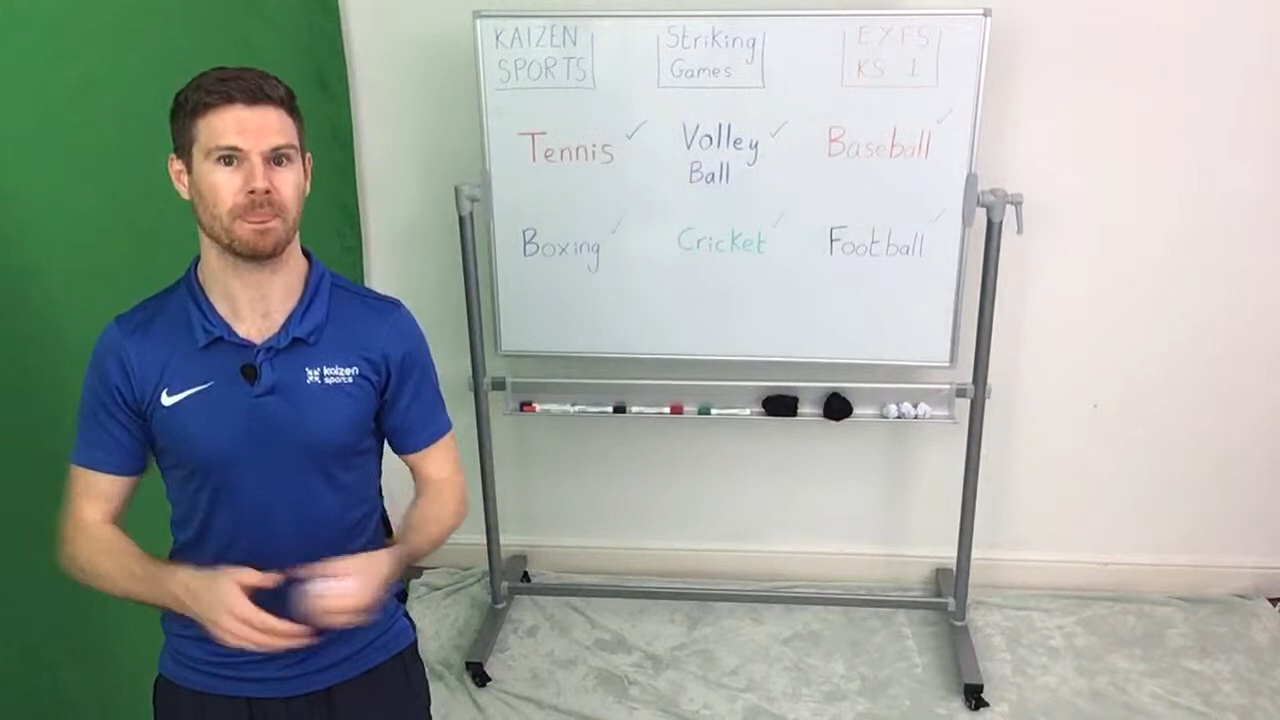 KAIZEN
SPORTS
Striking
Games
EYFS
KS 1
Tennis
Volley
Ball
Baseball
Boxing
Cricket
Football
kaizen
sports